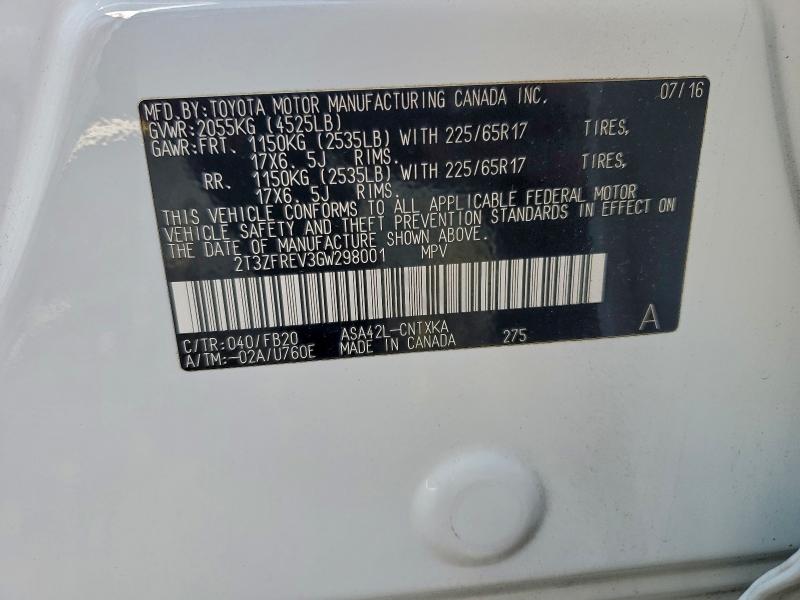 MFD.BY:TOYOTA MOTOR MANUFACTURING CANADA INC. 07/16
GVWR:2055KG (4525LB)
GAWR:FRT. 1150KG (2535LB) WITH 225/65R17 TIRES,
17X6. 5J RIMS.
RR. 1150KG (2535LB) WITH 225/65R17 TIRES,
17X6. 5J RIMS.
THIS VEHICLE CONFORMS TO ALL APPLICABLE FEDERAL MOTOR
VEHICLE SAFETY AND THEFT PREVENTION STANDARDS IN EFFECT ON
THE DATE OF MANUFACTURE SHOWN ABOVE.
2T3ZFREV3GW298001 MPV
C/TR:040/FB20 ASA42L-CNTXKA A
A/TM:-02A/U760E MADE IN CANADA 275